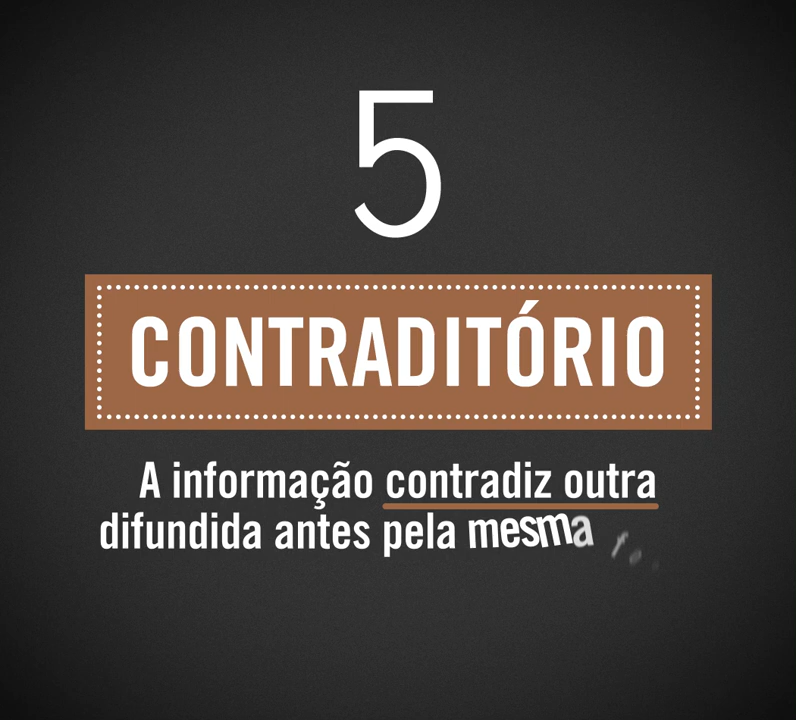 5
CONTRADITÓRIO
A informação contradiz outra
difundida antes pela mesma